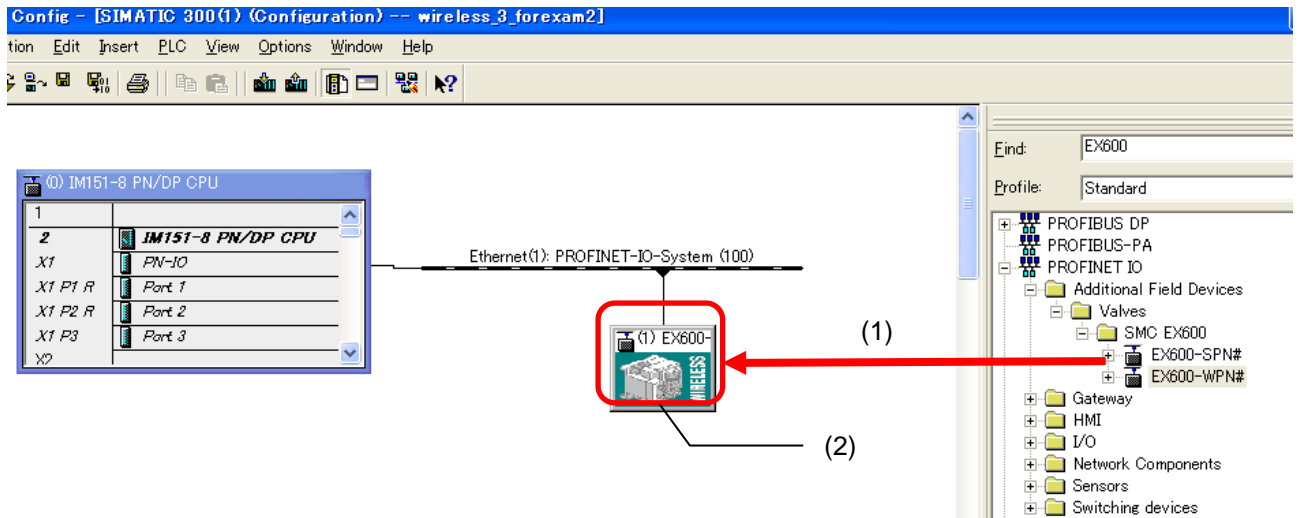 Config - [SIMATIC 300(1) (Configuration) -- wireless_3_forexam2]
tion Edit Insert PLC View Options Window Help
Find: EX600
Profile: Standard
(0) IM151-8 PN/DP CPU
1
2 IM151-8 PN/DP CPU
X1 PN-IO
X1 P1 R Port 1
X1 P2 R Port 2
X1 P3 Port 3
X2
Ethernet(1): PROFINET-IO-System (100)
(1) EX600-
WIRELESS
(1)
(2)
PROFIBUS DP
PROFIBUS-PA
PROFINET IO
Additional Field Devices
Valves
SMC EX600
EX600-SPN#
EX600-WPN#
Gateway
HMI
I/O
Network Components
Sensors
Switching devices